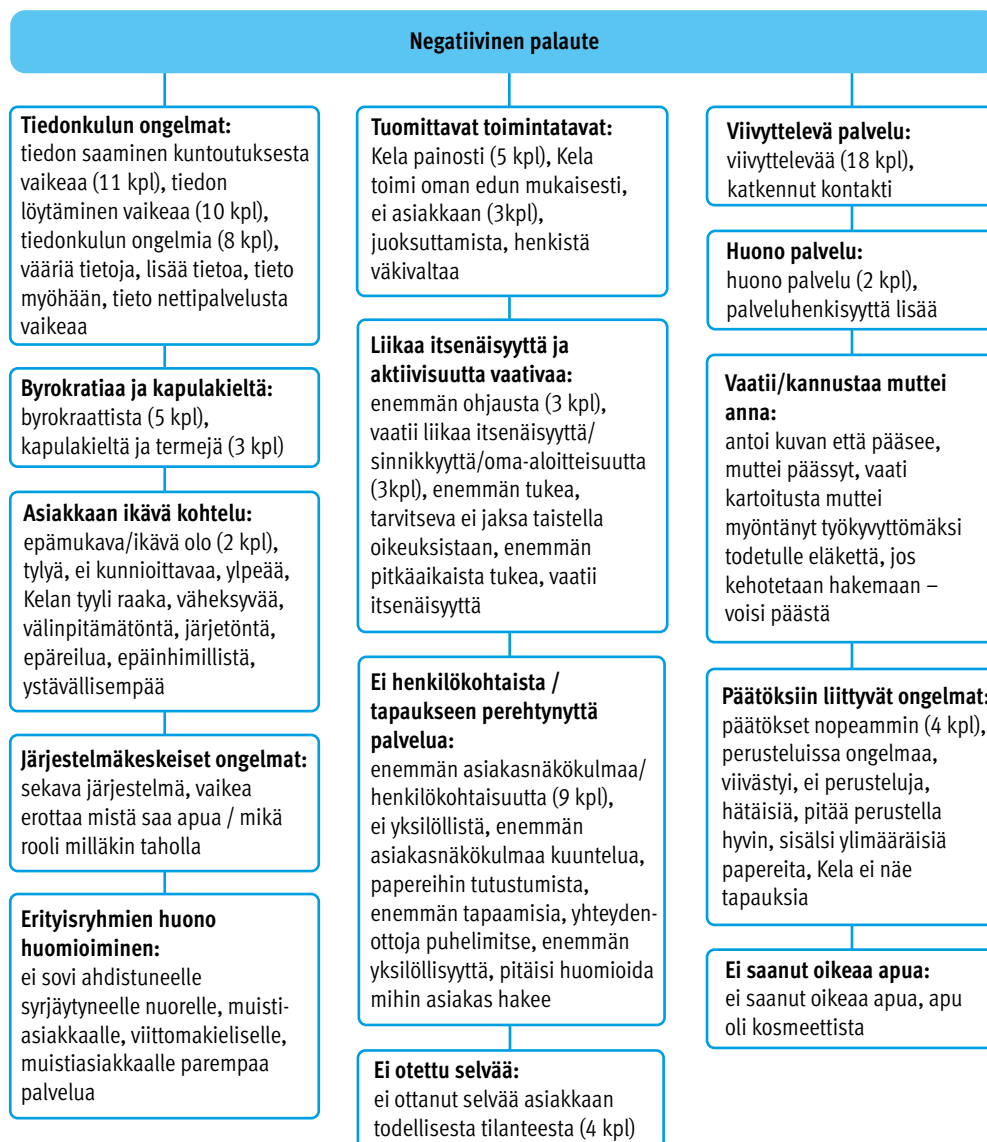 Negatiivinen palaute
Tiedonkulun ongelmat:
tiedon saaminen kuntoutuksesta
vaikeaa (11 kpl), tiedon
löytäminen vaikeaa (10 kpl),
tiedonkulun ongelmia (8 kpl),
vääriä tietoja, lisää tietoa, tieto
myöhään, tieto nettipalvelusta
vaikeaa
Byrokratiaa ja kapulakieltä:
byrokraattista (5 kpl),
kapulakieltä ja termejä (3 kpl)
Asiakkaan ikävä kohtelu:
epämukava/ikävä olo (2 kpl),
tylyä, ei kunnioittavaa, ylpeää,
Kelan tyyli raaka, väheksyvää,
välinpitämätöntä, järjetöntä,
epäreilua, epäinhimillistä,
ystävällisempää
Järjestelmäkeskeiset ongelmat:
sekava järjestelmä, vaikea
erottaa mistä saa apua / mikä
rooli milläkin taholla
Erityisryhmien huono
huomioiminen:
ei sovi ahdistuneelle
syrjäytyneelle nuorelle, muisti-
asiakkaalle, viittomakieliselle,
muistiasiakkaalle parempaa
palvelua
Tuomittavat toimintatavat:
Kela painosti (5 kpl), Kela
toimi oman edun mukaisesti,
ei asiakkaan (3kpl),
juoksuttamista, henkistä
väkivaltaa
Liikaa itsenäisyyttä ja
aktiivisuutta vaativaa:
enemmän ohjausta (3 kpl),
vaatii liikaa itsenäisyyttä/
sinnikkyyttä/oma-aloitteisuutta
(3kpl), enemmän tukea,
tarvitseva ei jaksa taistella
oikeuksistaan, enemmän
pitkäaikaista tukea, vaatii
itsenäisyyttä
Ei henkilökohtaista /
tapaukseen perehtynyttä
palvelua:
enemmän asiakasnäkökulmaa/
henkilökohtaisuutta (9 kpl),
ei yksilöllistä, enemmän
asiakasnäkökulmaa kuuntelua,
papereihin tutustumista,
enemmän tapaamisia, yhteyden-
ottoja puhelimitse, enemmän
yksilöllisyyttä, pitäisi huomioida
mihin asiakas hakee
Ei otettu selvää:
ei ottanut selvää asiakkaan
todellisesta tilanteesta (4 kpl)
Viivyttelevä palvelu:
viivyttelevää (18 kpl),
katkennut kontakti
Huono palvelu:
huono palvelu (2 kpl),
palveluhenkisyyttä lisää
Vaatii/kannustaa muttei
anna:
antoi kuvan että pääsee,
muttei päässyt, vaati
kartoitusta muttei
myöntänyt työkyvyttömäksi
todetulle eläkettä, jos
kehotetaan hakemaan –
voisi päästä
Päätöksiin liittyvät ongelmat:
päätökset nopeammin (4 kpl),
perusteluissa ongelmaa,
viivästyi, ei perusteluja,
hätäisiä, pitää perustella
hyvin, sisälsi ylimääräisiä
papereita, Kela ei näe
tapauksia
Ei saanut oikeaa apua:
ei saanut oikeaa apua, apu
oli kosmeettista